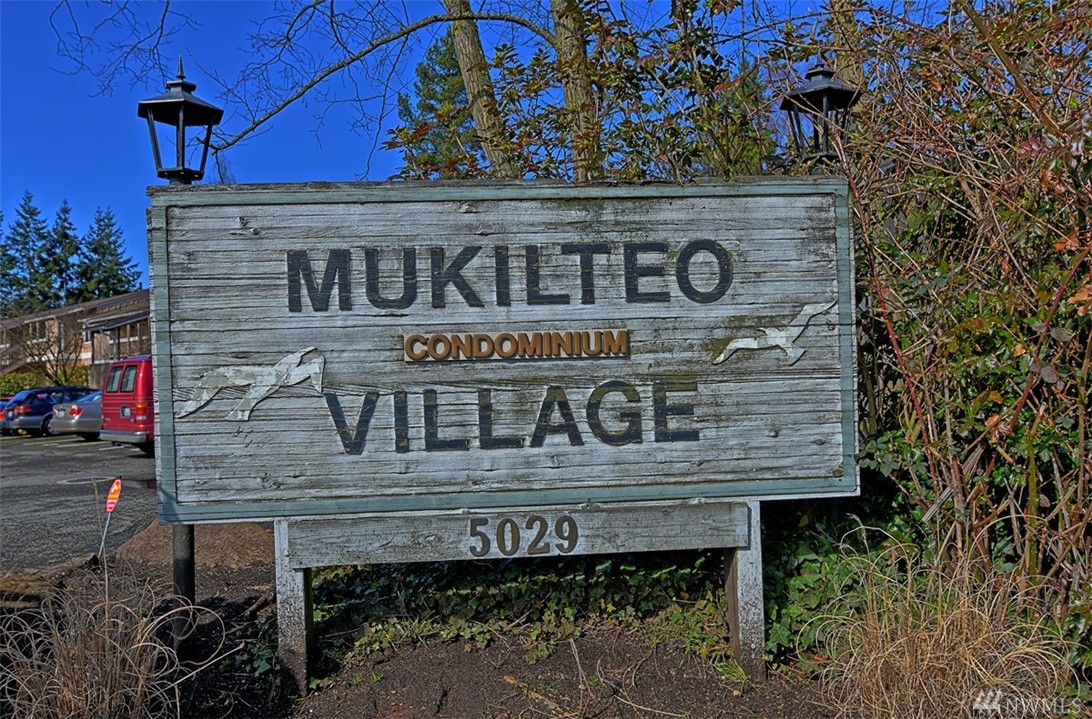 MUKILTEO
CONDOMINIUM
VILLAGE
5029
NWMLS